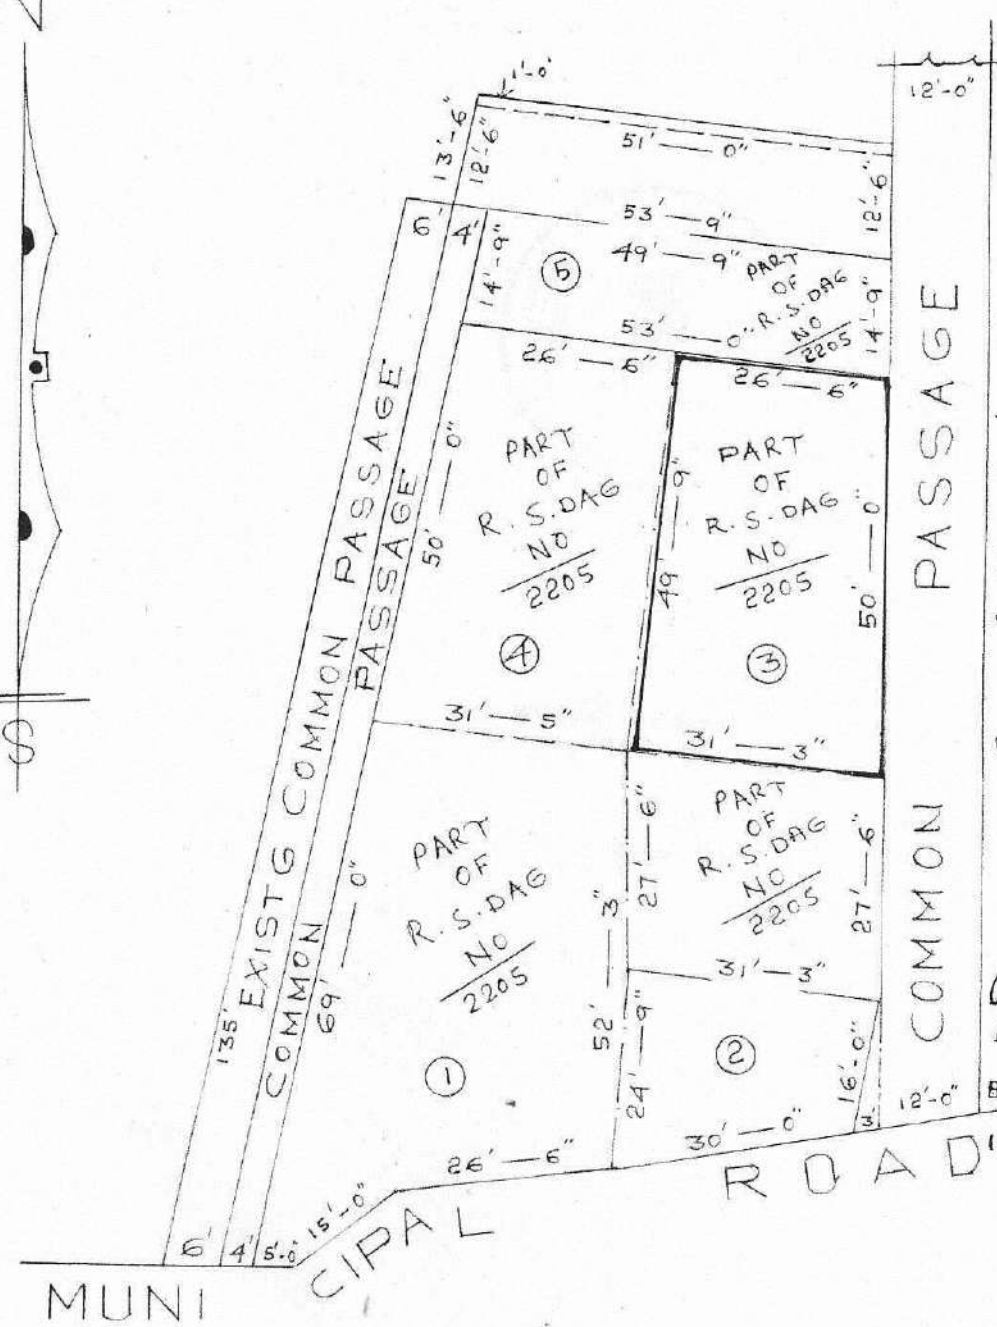 1'-0"
12'-0"
13'-6"
12'-6"
51' — 0"
12'-6"
6'
4'
53' — 9"
14'-9"
⑤
49' — 9"
PART
OF
R. S. DAG
NO
2205
14'-9"
53' — 0"
26' — 6"
26' — 6"
50' — 0"
PART
OF
R. S. DAG
NO
2205
④
49' — 9"
PART
OF
R. S. DAG
NO
2205
③
50' — 0"
31' — 5"
31' — 3"
EXISTG COMMON PASSAGE
COMMON PASSAGE
COMMON PASSAGE
135'
69' — 0"
PART
OF
R. S. DAG
NO
2205
①
52' — 3"
27' — 6"
PART
OF
R. S. DAG
NO
2205
27' — 6"
31' — 3"
24' — 9"
②
16'-0"
3'
12'-0"
30' — 0"
26' — 6"
15'-0"
6'
4'
5'-0"
S
MUNICIPAL ROAD